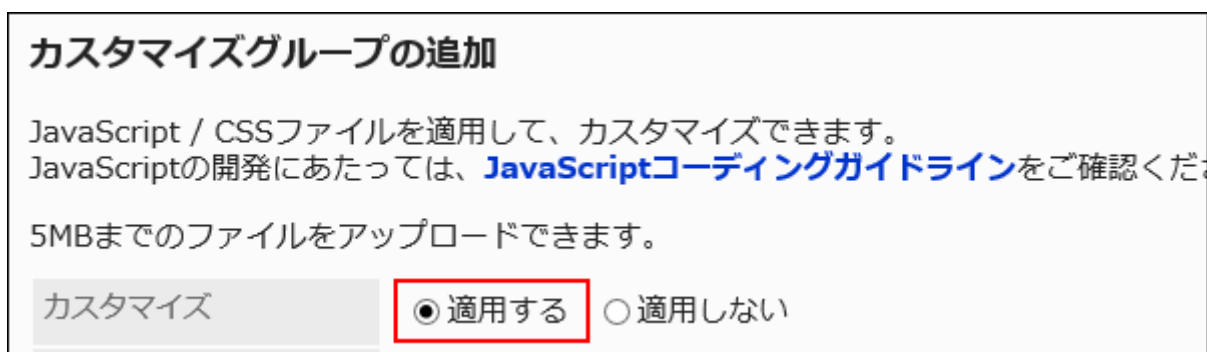 カスタマイズグループの追加
JavaScript / CSSファイルを適用して、カスタマイズできます。
JavaScriptの開発にあたっては、JavaScriptコーディングガイドラインをご確認くだ
5MBまでのファイルをアップロードできます。
カスタマイズ 適用する 適用しない